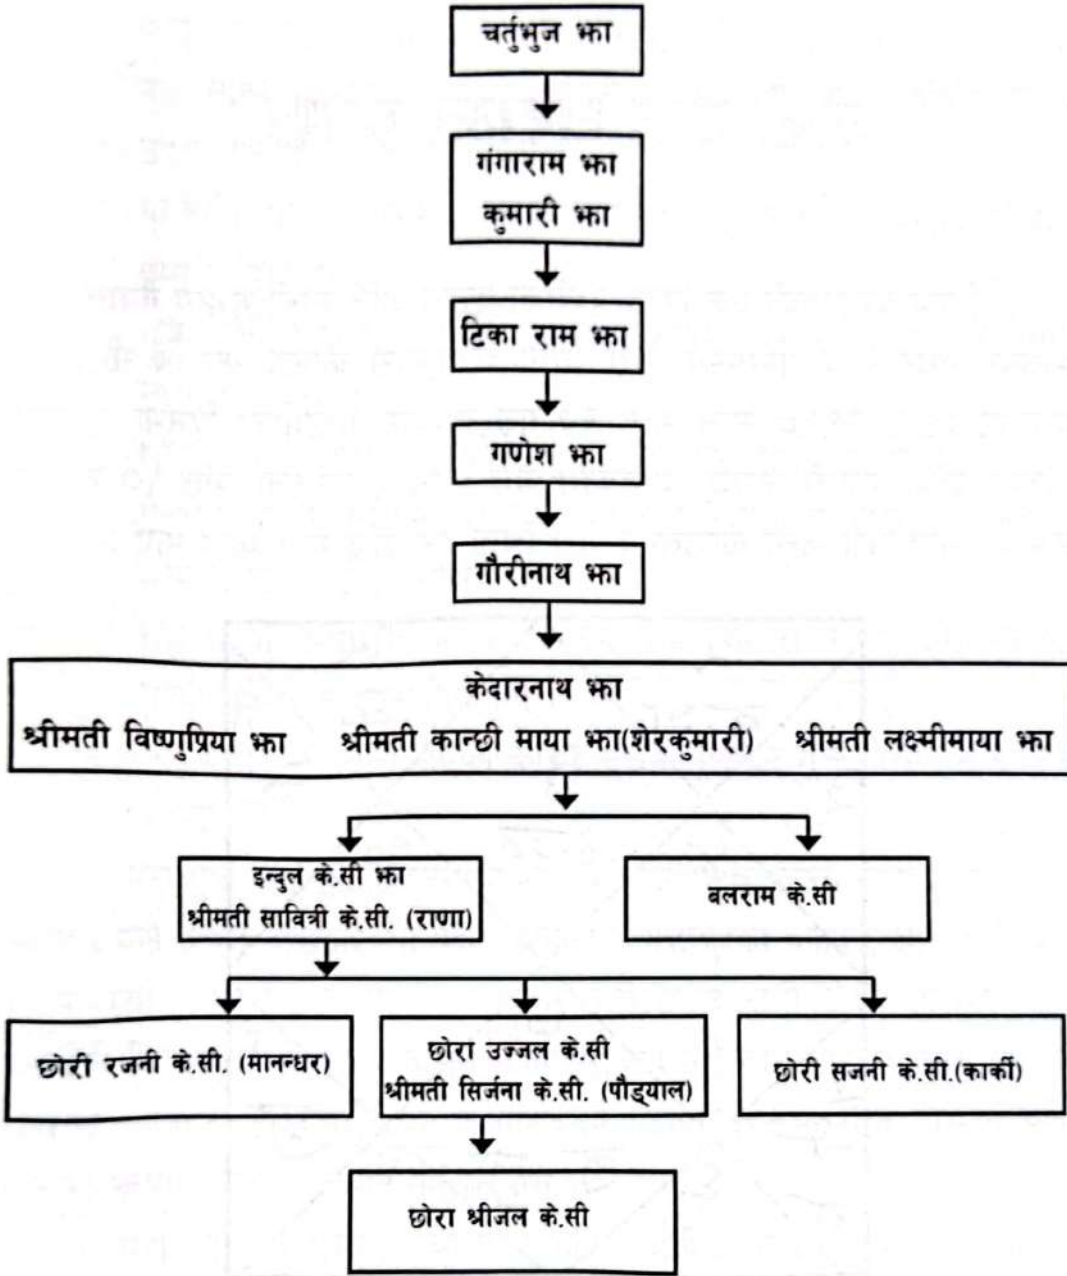 चर्तुभुज झा
गंगाराम झा
कुमारी झा
टिका राम झा
गणेश झा
गौरीनाथ झा
केदारनाथ झा
श्रीमती विष्णुप्रिया झा श्रीमती कान्छी माया झा(शेरकुमारी) श्रीमती लक्ष्मीमाया झा
इन्दुल के.सी झा
श्रीमती सावित्री के.सी. (राणा)
बलराम के.सी
छोरी रजनी के.सी. (मानन्धर)
छोरा उज्जल के.सी
श्रीमती सिर्जना के.सी. (पौड्याल)
छोरी सजनी के.सी.(कार्की)
छोरा श्रीजल के.सी